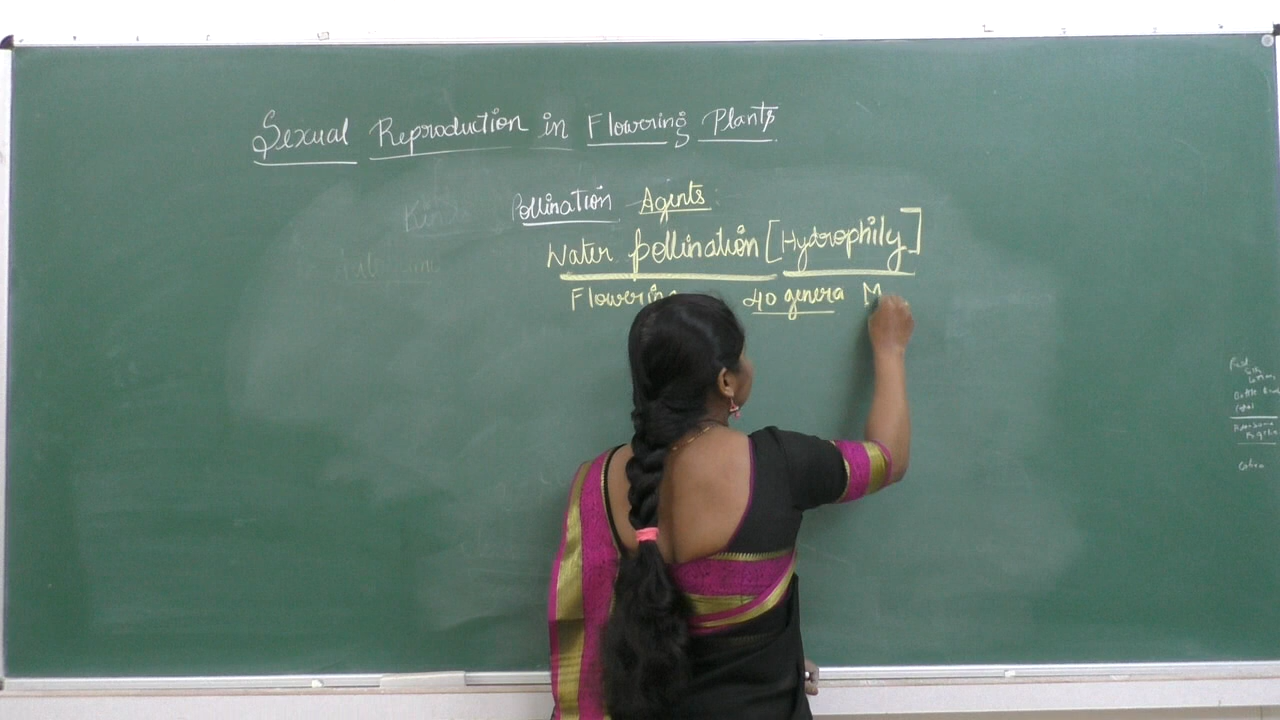 Sexual Reproduction in Flowering Plants
Pollination Agents:
Water pollination [Hydrophily]
Flowering 40 genera M